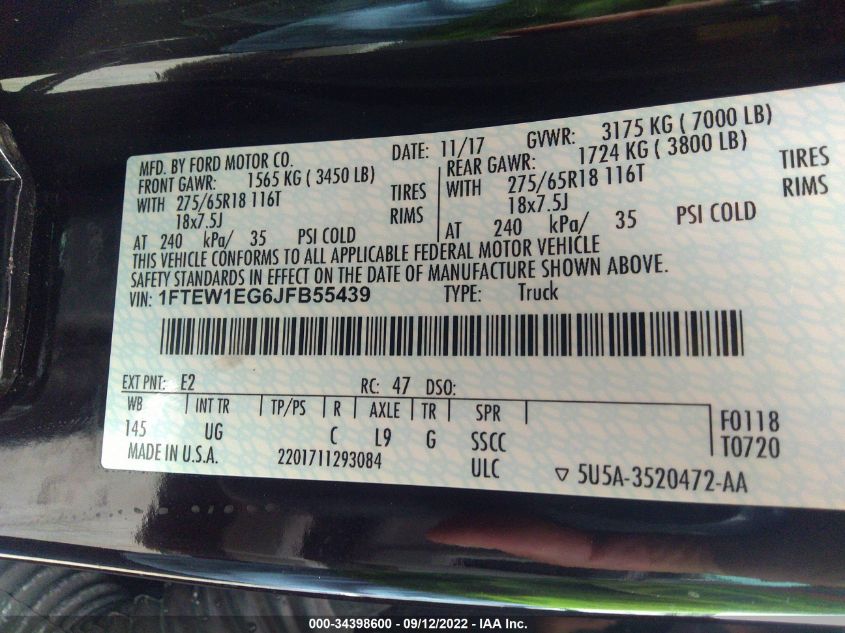 MFD. BY FORD MOTOR CO. DATE: 11/17 GVWR: 3175 KG ( 7000 LB)
FRONT GAWR: 1565 KG ( 3450 LB) REAR GAWR: 1724 KG ( 3800 LB)
WITH 275/65R18 116T TIRES WITH 275/65R18 116T TIRES
18x7.5J RIMS 18x7.5J RIMS
AT 240 kPa/ 35 PSI COLD AT 240 kPa/ 35 PSI COLD
THIS VEHICLE CONFORMS TO ALL APPLICABLE FEDERAL MOTOR VEHICLE
SAFETY STANDARDS IN EFFECT ON THE DATE OF MANUFACTURE SHOWN ABOVE.
VIN: 1FTEW1EG6JFB55439 TYPE: Truck
EXT PNT: E2 RC: 47 DSO:
WB INT TR TP/PS R AXLE TR SPR F0118
145 UG C L9 G SSCC T0720
MADE IN U.S.A. 2201711293084 ULC ▽ 5U5A-3520472-AA
000-34398600 - 09/12/2022 - IAA Inc.